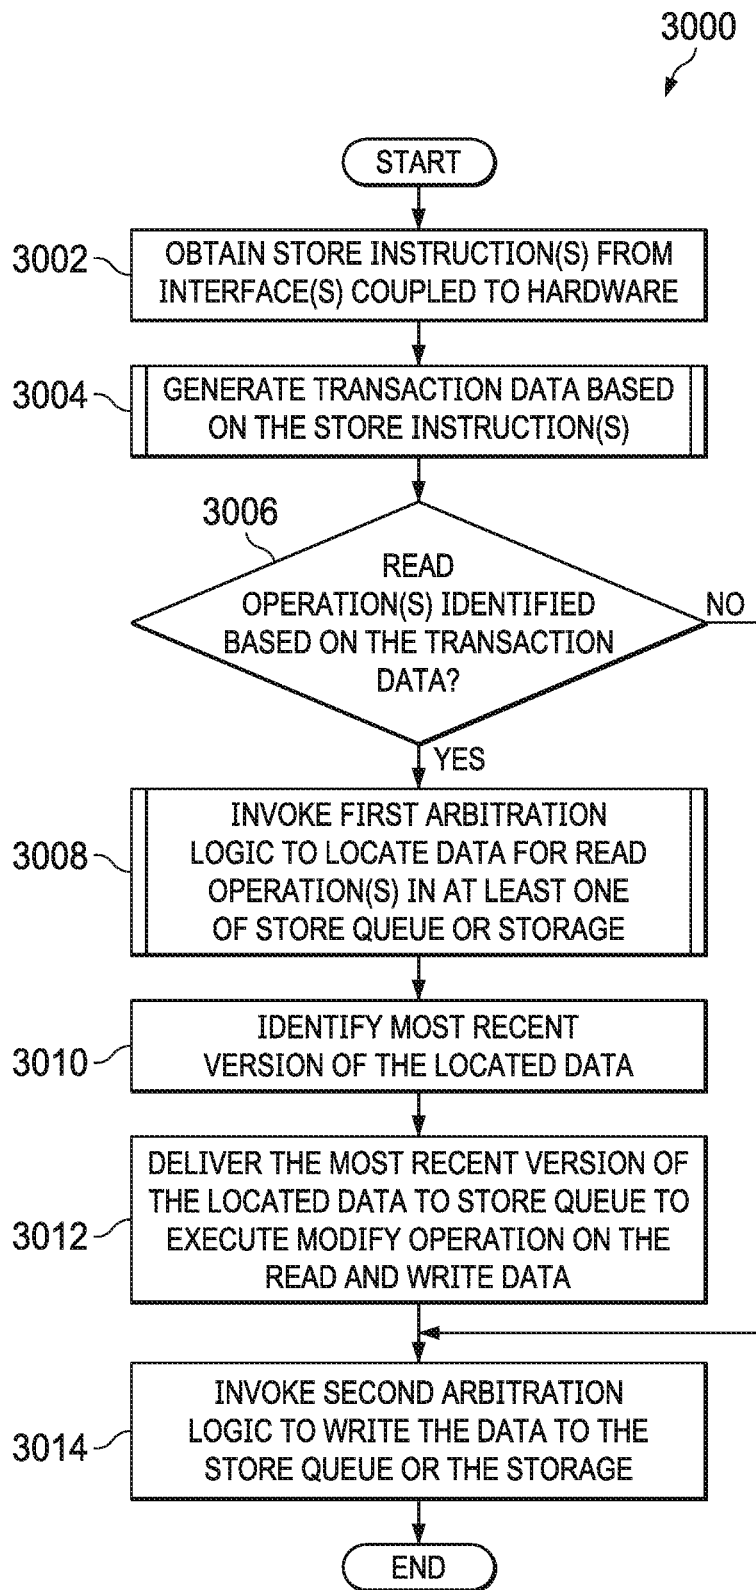 3000
START
3002
OBTAIN STORE INSTRUCTION(S) FROM
INTERFACE(S) COUPLED TO HARDWARE
3004
GENERATE TRANSACTION DATA BASED
ON THE STORE INSTRUCTION(S)
3006
READ
OPERATION(S) IDENTIFIED
BASED ON THE TRANSACTION
DATA?
NO
YES
3008
INVOKE FIRST ARBITRATION
LOGIC TO LOCATE DATA FOR READ
OPERATION(S) IN AT LEAST ONE
OF STORE QUEUE OR STORAGE
3010
IDENTIFY MOST RECENT
VERSION OF THE LOCATED DATA
3012
DELIVER THE MOST RECENT VERSION OF
THE LOCATED DATA TO STORE QUEUE TO
EXECUTE MODIFY OPERATION ON THE
READ AND WRITE DATA
3014
INVOKE SECOND ARBITRATION
LOGIC TO WRITE THE DATA TO THE
STORE QUEUE OR THE STORAGE
END